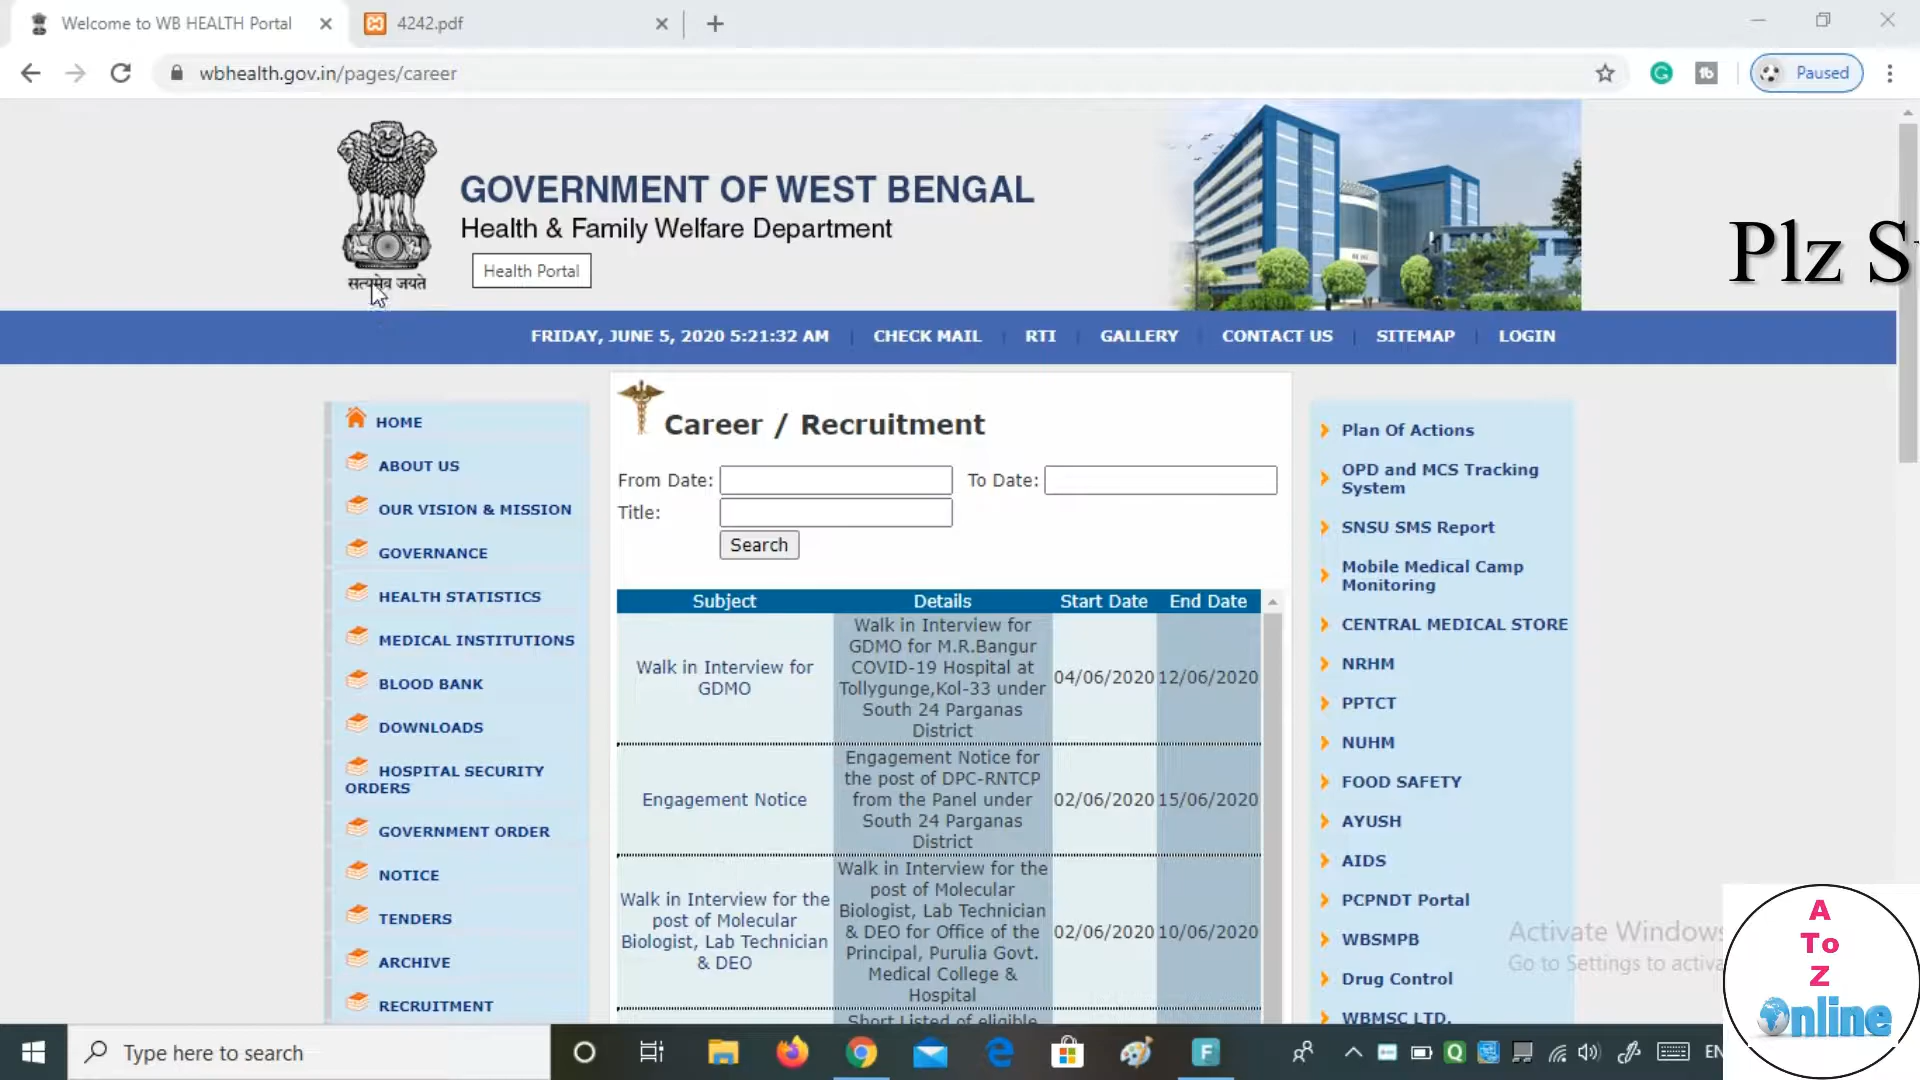 Welcome to WB HEALTH Portal
4242.pdf
wbhealth.gov.in/pages/career
Paused
GOVERNMENT OF WEST BENGAL
Health & Family Welfare Department
Health Portal
सत्यमेव जयते
Plz S
FRIDAY, JUNE 5, 2020 5:21:32 AM
CHECK MAIL
RTI
GALLERY
CONTACT US
SITEMAP
LOGIN
HOME
ABOUT US
OUR VISION & MISSION
GOVERNANCE
HEALTH STATISTICS
MEDICAL INSTITUTIONS
BLOOD BANK
DOWNLOADS
HOSPITAL SECURITY
ORDERS
GOVERNMENT ORDER
NOTICE
TENDERS
ARCHIVE
RECRUITMENT
Career / Recruitment
From Date:
To Date:
Title:
Search
Subject Details Start Date End Date
Walk in Interview for
GDMO
Walk in Interview for
GDMO for M.R.Bangur
COVID-19 Hospital at
Tollygunge,Kol-33 under
South 24 Parganas
District
04/06/2020 12/06/2020
Engagement Notice
Engagement Notice for
the post of DPC-RNTCP
from the Panel under
South 24 Parganas
District
02/06/2020 15/06/2020
Walk in Interview for the
post of Molecular
Biologist, Lab Technician
& DEO
Walk in Interview for the
post of Molecular
Biologist, Lab Technician
& DEO for Office of the
Principal, Purulia Govt.
Medical College &
Hospital
02/06/2020 10/06/2020
Short Listed of eligible
Plan Of Actions
OPD and MCS Tracking
System
SNSU SMS Report
Mobile Medical Camp
Monitoring
CENTRAL MEDICAL STORE
NRHM
PPTCT
NUHM
FOOD SAFETY
AYUSH
AIDS
PCPNDT Portal
WBSMPB
Drug Control
WBMSC LTD.
Activate Windows
Go to Settings to activa
A
To
Z
Online
Type here to search
EN